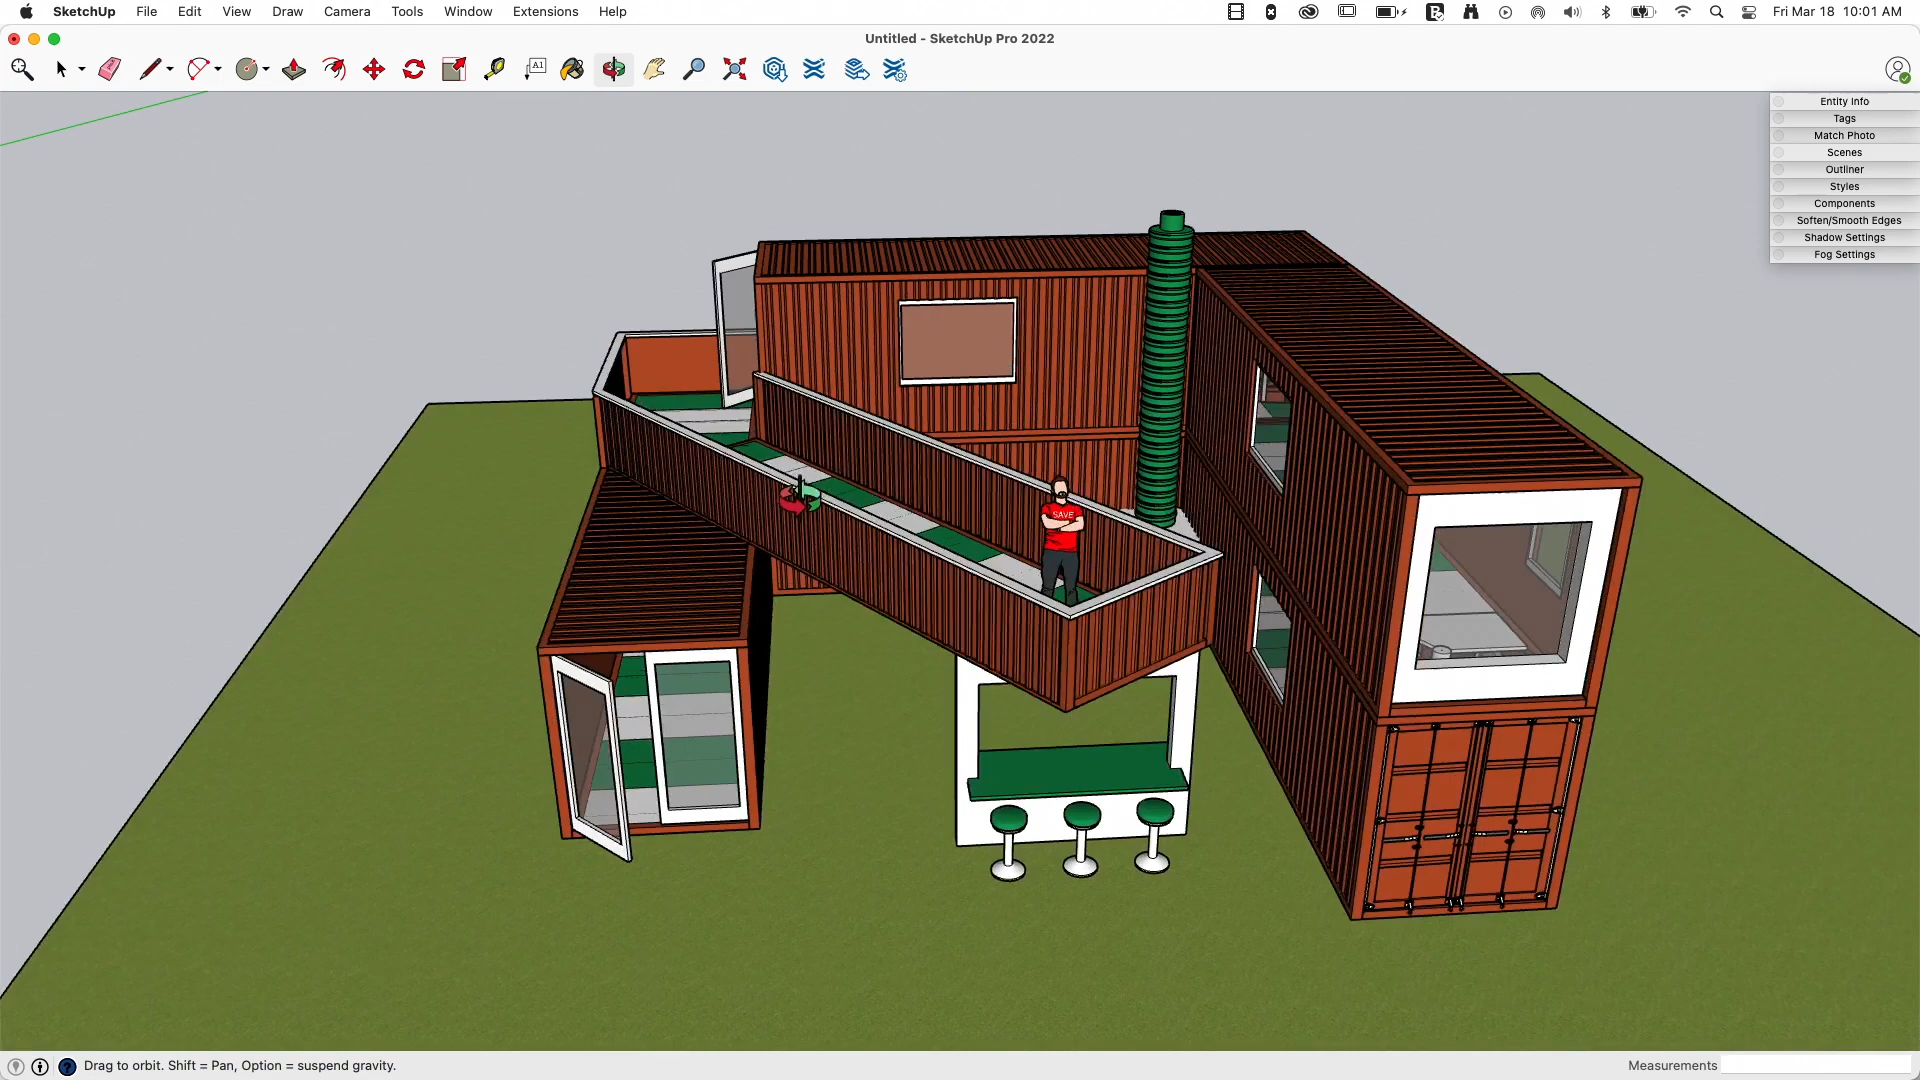 SketchUp File Edit View Draw Camera Tools Window Extensions Help Fri Mar 18 10:01 AM
Untitled - SketchUp Pro 2022
A1
Entity Info
Tags
Match Photo
Scenes
Outliner
Styles
Components
Soften/Smooth Edges
Shadow Settings
Fog Settings
SAVE
Drag to orbit. Shift = Pan, Option = suspend gravity.
Measurements